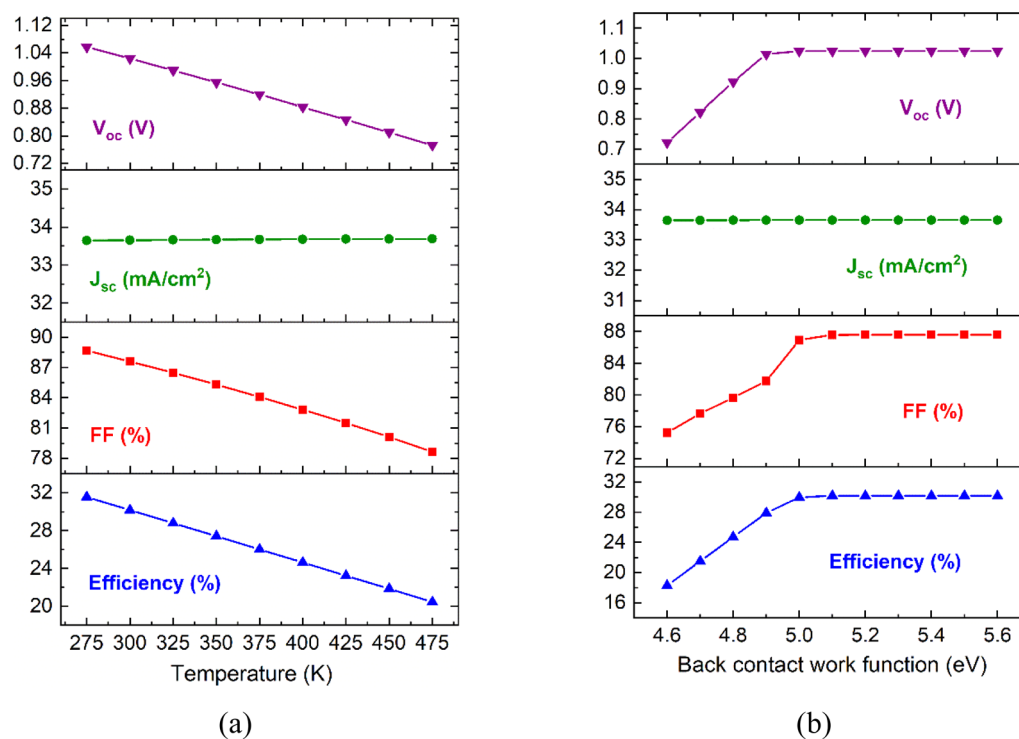 1.12
1.04
0.96
0.88
0.80
0.72
V_oc (V)
35
34
33
32
J_sc (mA/cm²)
90
87
84
81
78
FF (%)
32
28
24
20
Efficiency (%)
275 300 325 350 375 400 425 450 475
Temperature (K)
(a)
1.1
1.0
0.9
0.8
0.7
V_oc (V)
35
34
33
32
31
J_sc (mA/cm²)
88
84
80
76
72
FF (%)
32
28
24
20
16
Efficiency (%)
4.6 4.8 5.0 5.2 5.4 5.6
Back contact work function (eV)
(b)